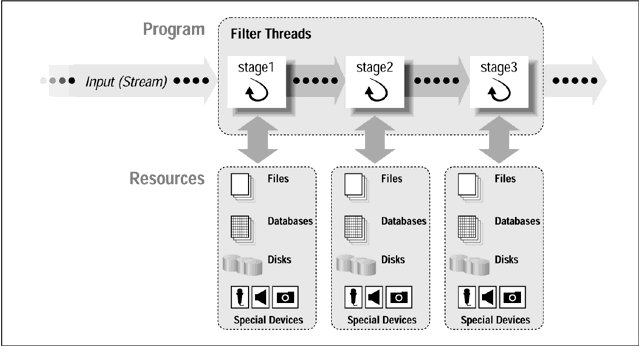 Program
Filter Threads
Input (Stream)
stage1
stage2
stage3
Resources
Files
Databases
Disks
Special Devices
Files
Databases
Disks
Special Devices
Files
Databases
Disks
Special Devices